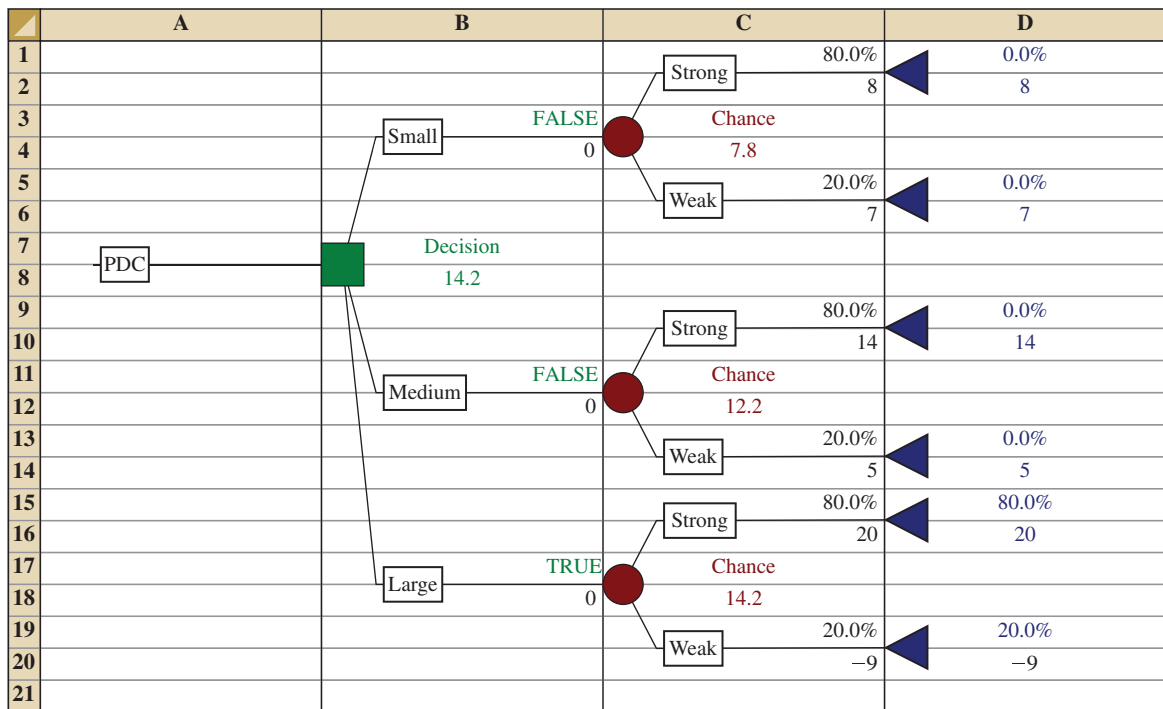 A B C D
1 80.0% 0.0%
Strong
2 8 8
3 FALSE Chance
Small
4 0 7.8
5 20.0% 0.0%
Weak
6 7 7
7 Decision
PDC
8 14.2
9 80.0% 0.0%
Strong
10 14 14
11 FALSE Chance
Medium
12 0 12.2
13 20.0% 0.0%
Weak
14 5 5
15 80.0% 80.0%
Strong
16 20 20
17 TRUE Chance
Large
18 0 14.2
19 20.0% 20.0%
Weak
20 −9 −9
21